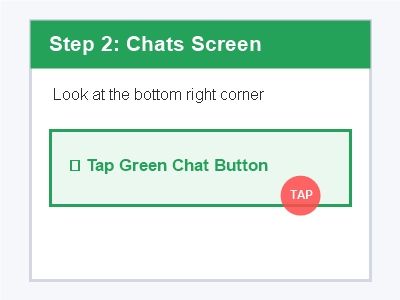 Step 2: Chats Screen
Look at the bottom right corner
Tap Green Chat Button
TAP